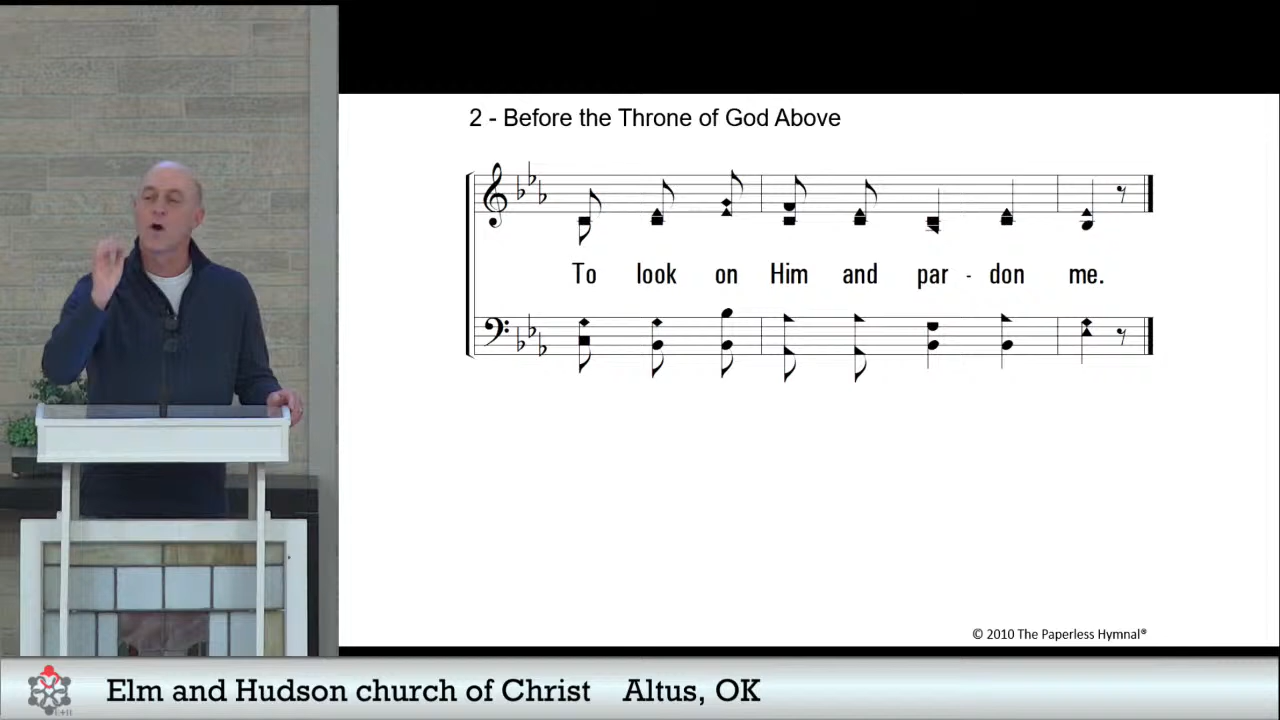 2 - Before the Throne of God Above
To look on Him and par - don me.
© 2010 The Paperless Hymnal®
Elm and Hudson church of Christ Altus, OK
E+H